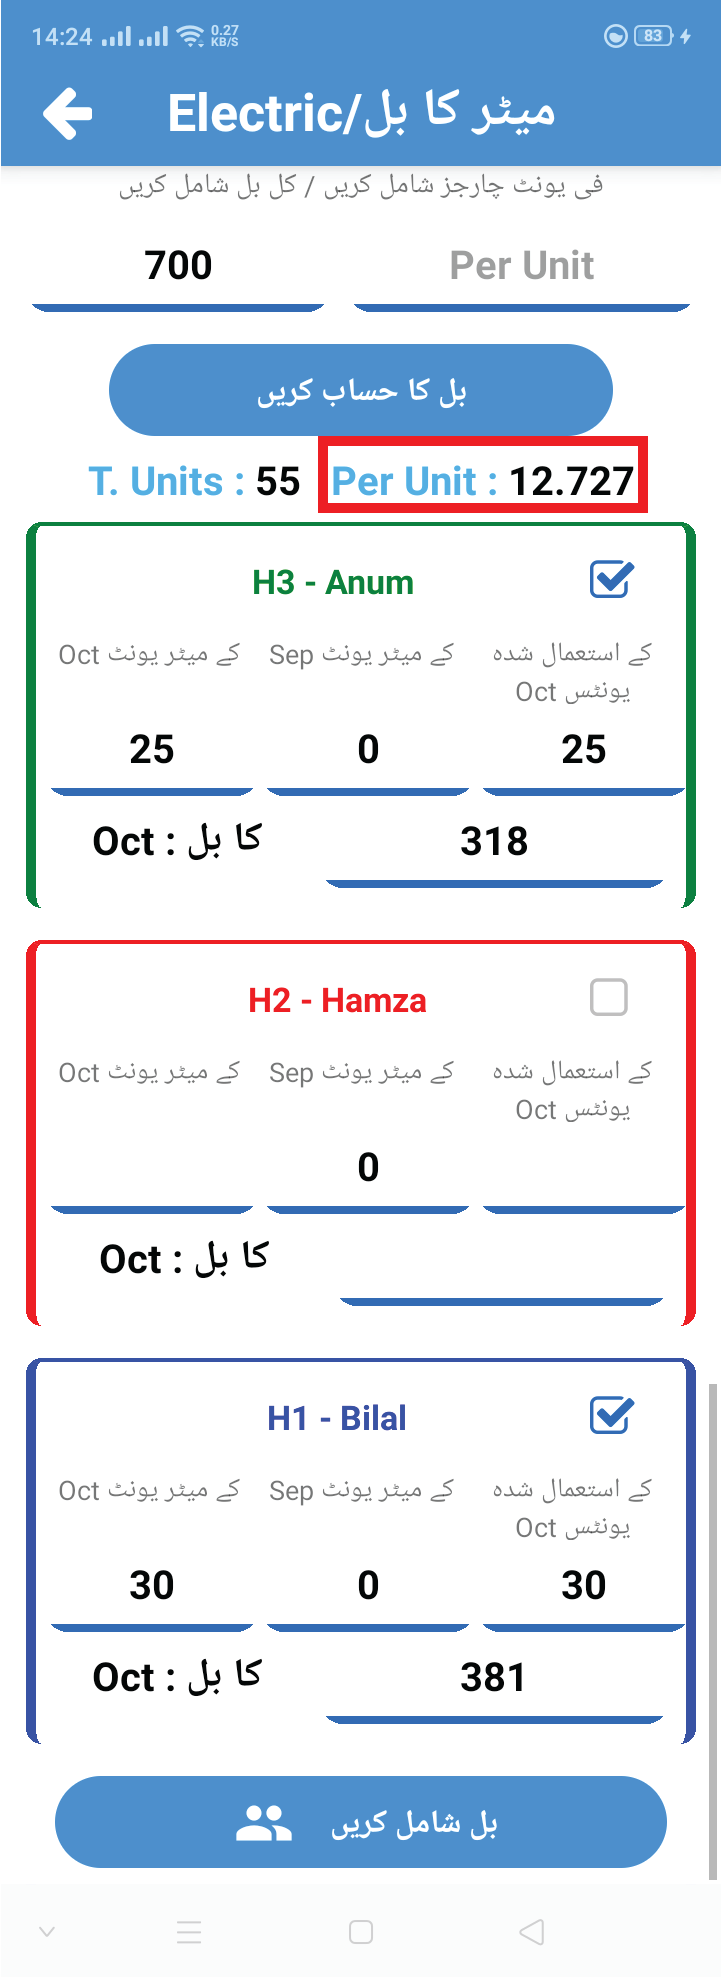 14:24 0.27 KB/S 83
Electric/میٹر کا بل
فی یونٹ چارجز شامل کریں / کل بل شامل کریں
700 Per Unit
بل کا حساب کریں
T. Units : 55 Per Unit : 12.727
H3 - Anum
Oct کے میٹر یونٹ Sep کے میٹر یونٹ کے استعمال شدہ
یونٹس Oct
25 0 25
Oct : کا بل 318
H2 - Hamza
Oct کے میٹر یونٹ Sep کے میٹر یونٹ کے استعمال شدہ
یونٹس Oct
0
Oct : کا بل
H1 - Bilal
Oct کے میٹر یونٹ Sep کے میٹر یونٹ کے استعمال شدہ
یونٹس Oct
30 0 30
Oct : کا بل 381
بل شامل کریں